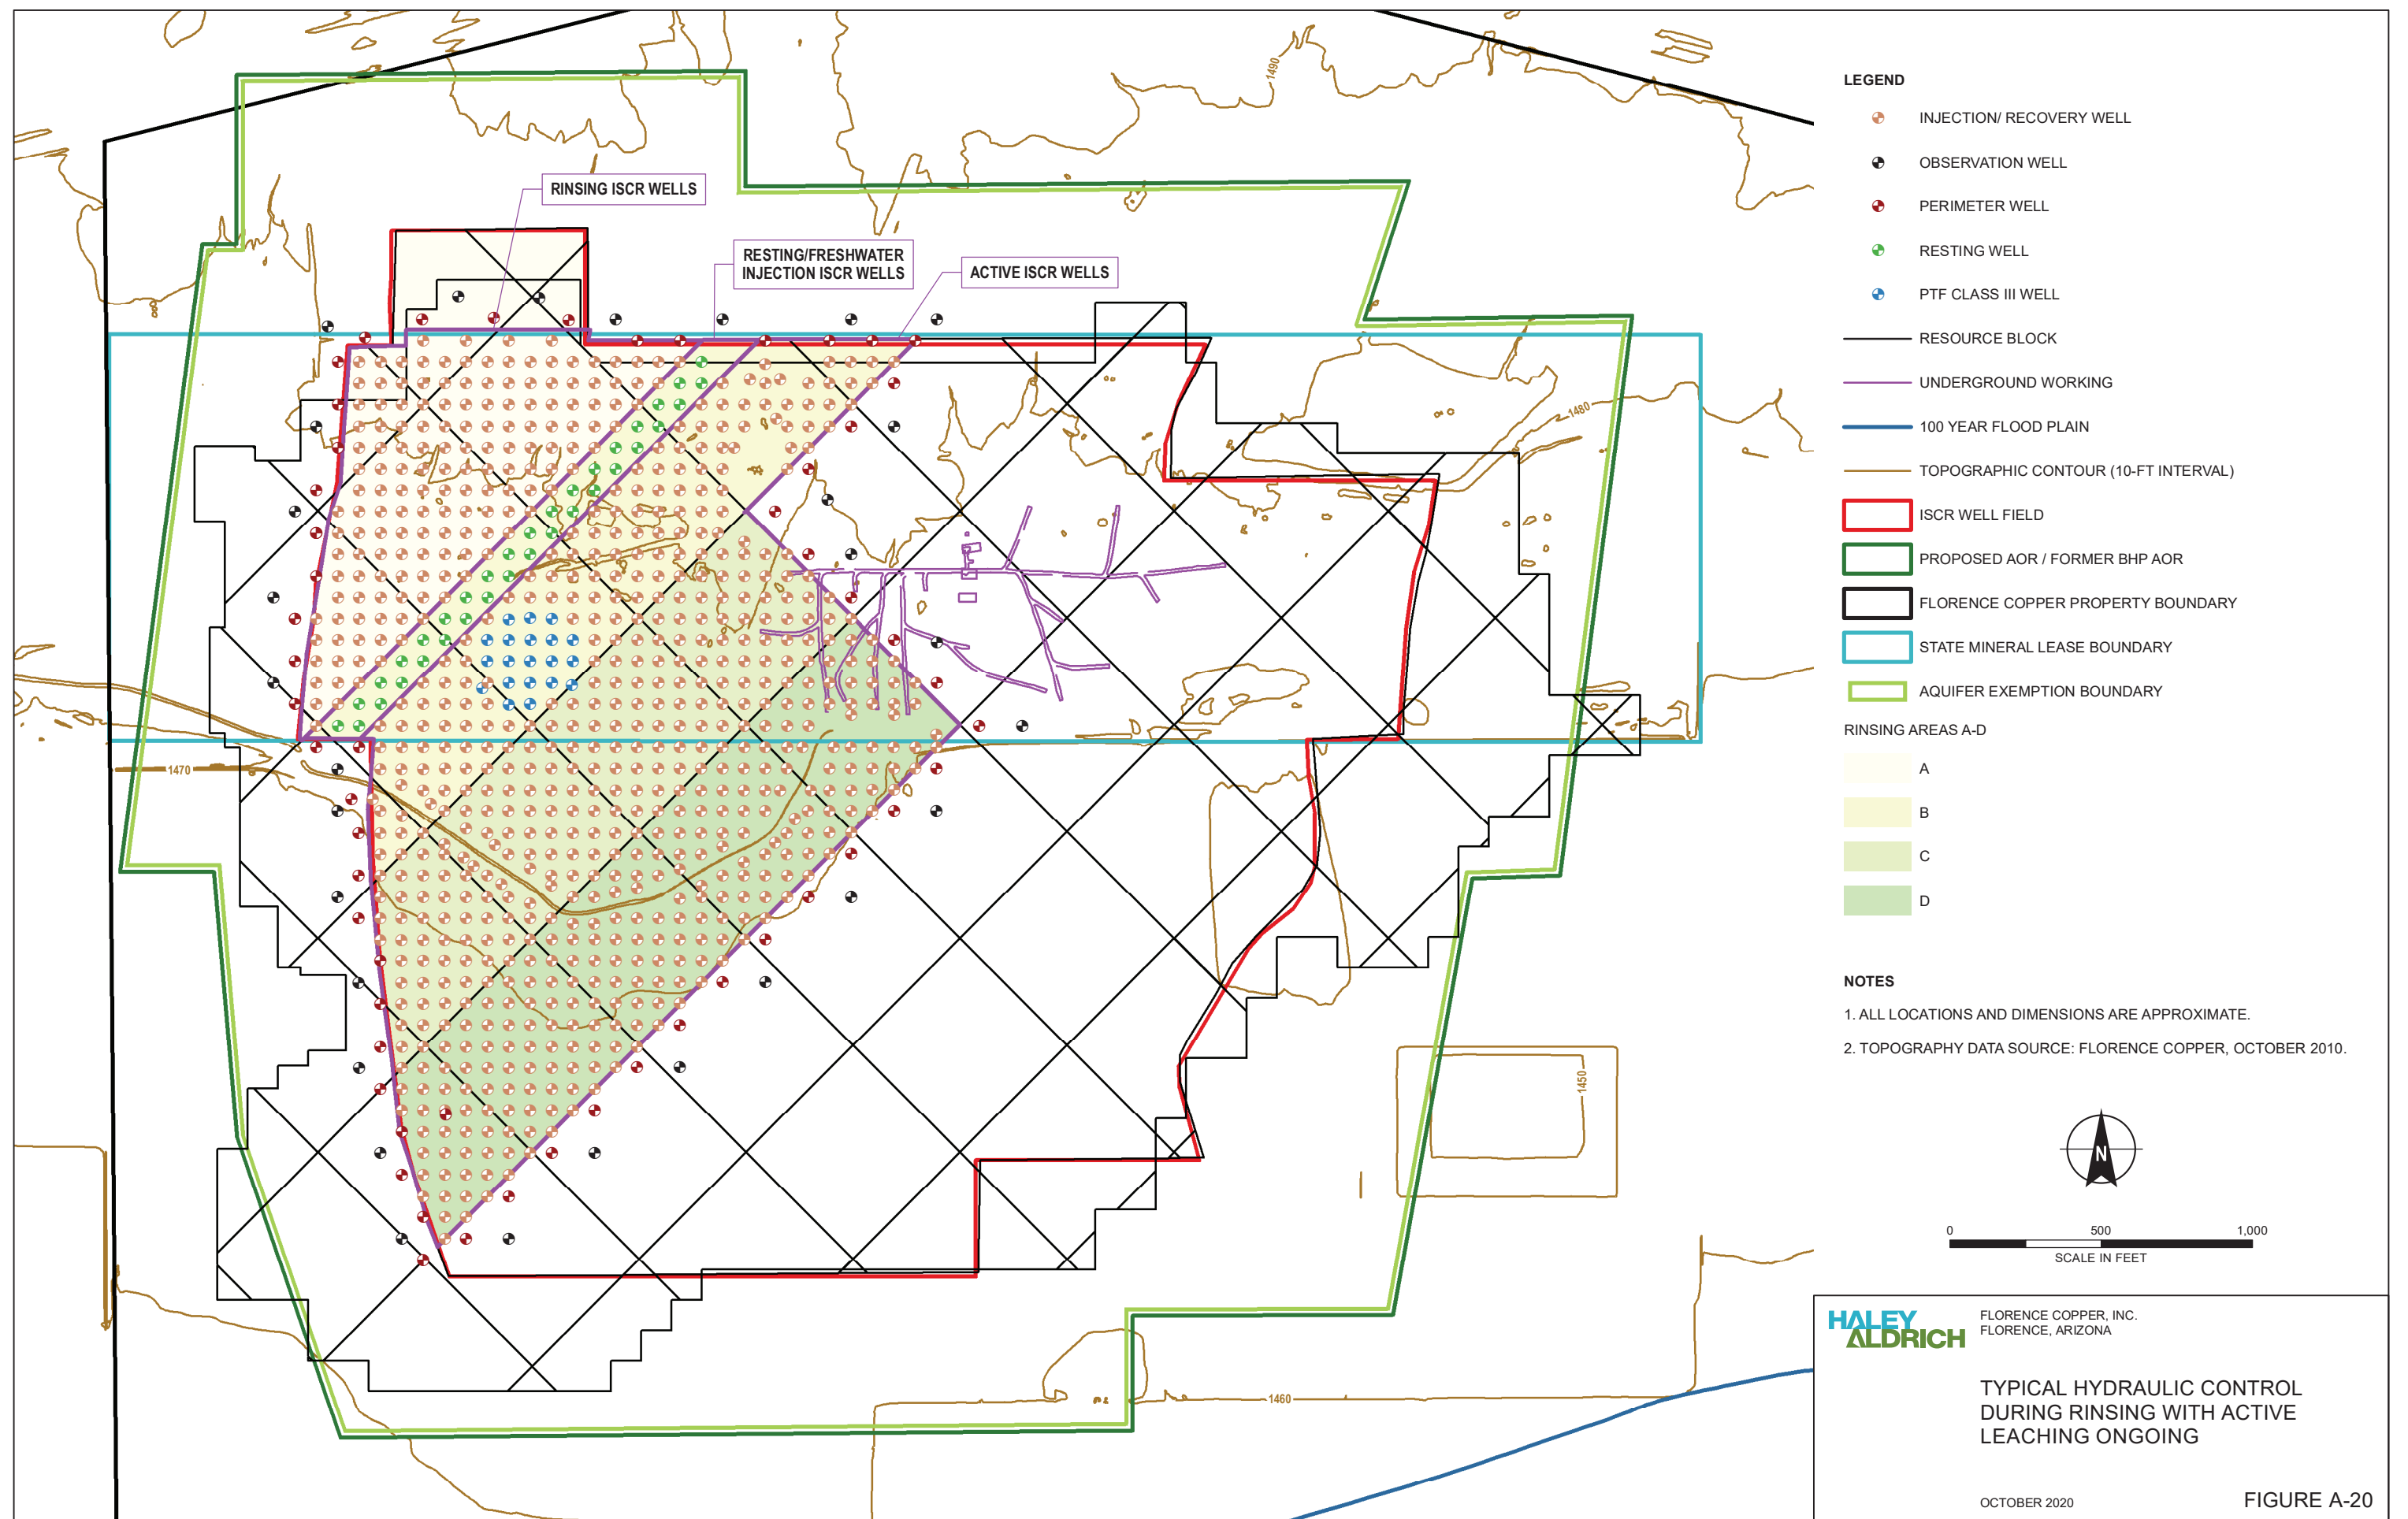 1490
RINSING ISCR WELLS
RESTING/FRESHWATER
INJECTION ISCR WELLS
ACTIVE ISCR WELLS
1480
1470
1450
1460
LEGEND
INJECTION/ RECOVERY WELL
OBSERVATION WELL
PERIMETER WELL
RESTING WELL
PTF CLASS III WELL
RESOURCE BLOCK
UNDERGROUND WORKING
100 YEAR FLOOD PLAIN
TOPOGRAPHIC CONTOUR (10-FT INTERVAL)
ISCR WELL FIELD
PROPOSED AOR / FORMER BHP AOR
FLORENCE COPPER PROPERTY BOUNDARY
STATE MINERAL LEASE BOUNDARY
AQUIFER EXEMPTION BOUNDARY
RINSING AREAS A-D
A
B
C
D
NOTES
1. ALL LOCATIONS AND DIMENSIONS ARE APPROXIMATE.
2. TOPOGRAPHY DATA SOURCE: FLORENCE COPPER, OCTOBER 2010.
N
0 500 1,000
SCALE IN FEET
HALEY
ALDRICH
FLORENCE COPPER, INC.
FLORENCE, ARIZONA
TYPICAL HYDRAULIC CONTROL
DURING RINSING WITH ACTIVE
LEACHING ONGOING
OCTOBER 2020
FIGURE A-20